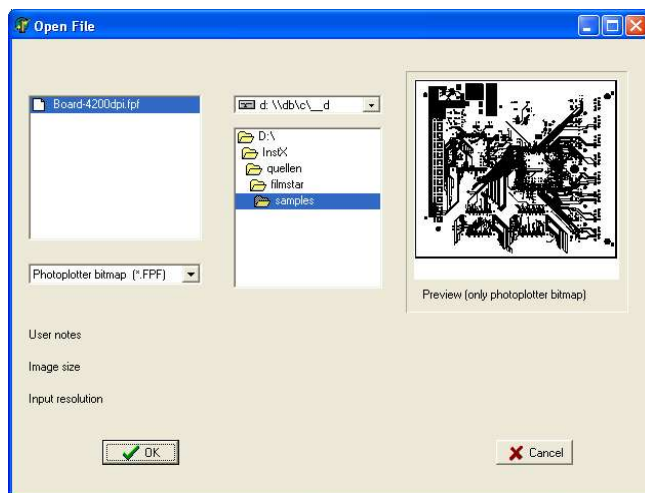 Open File
Board-4200dpi.fpf
d: \\db\c\__d
D:\
InstX
quellen
filmstar
samples
Photoplotter bitmap (*.FPF)
Preview (only photoplotter bitmap)
User notes
Image size
Input resolution
OK
Cancel